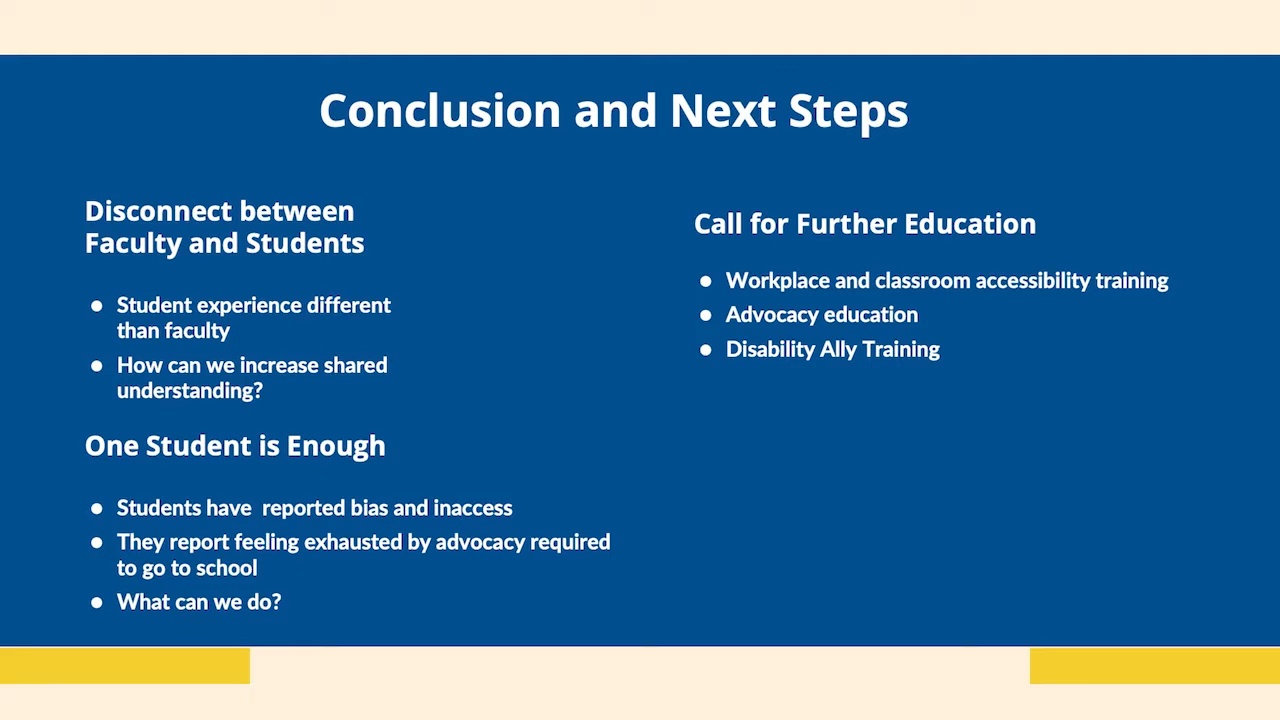 Conclusion and Next Steps
Disconnect between
Faculty and Students
● Student experience different
than faculty
● How can we increase shared
understanding?
One Student is Enough
● Students have  reported bias and inaccess
● They report feeling exhausted by advocacy required
to go to school
● What can we do?
Call for Further Education
● Workplace and classroom accessibility training
● Advocacy education
● Disability Ally Training